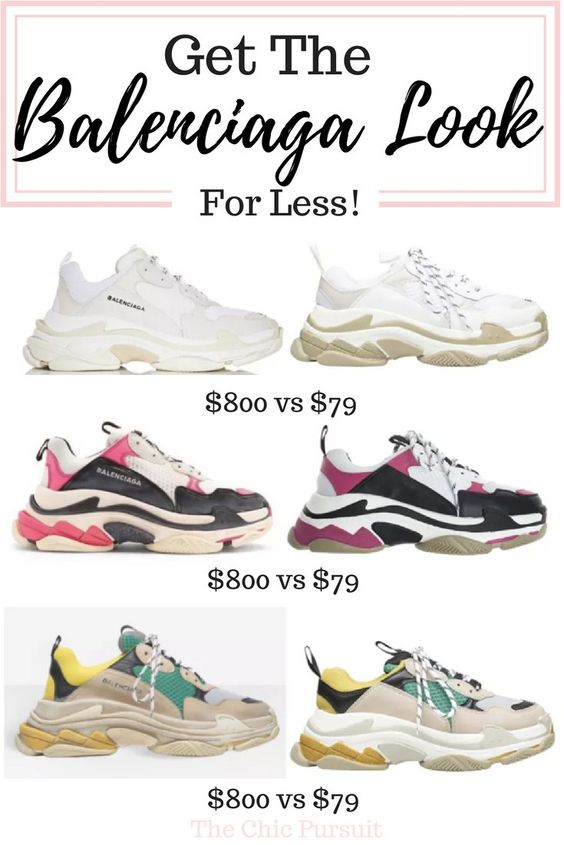 Get The
Balenciaga Look
For Less!
BALENCIAGA
$800 vs $79
BALENCIAGA
$800 vs $79
BALENCIAGA
$800 vs $79
The Chic Pursuit